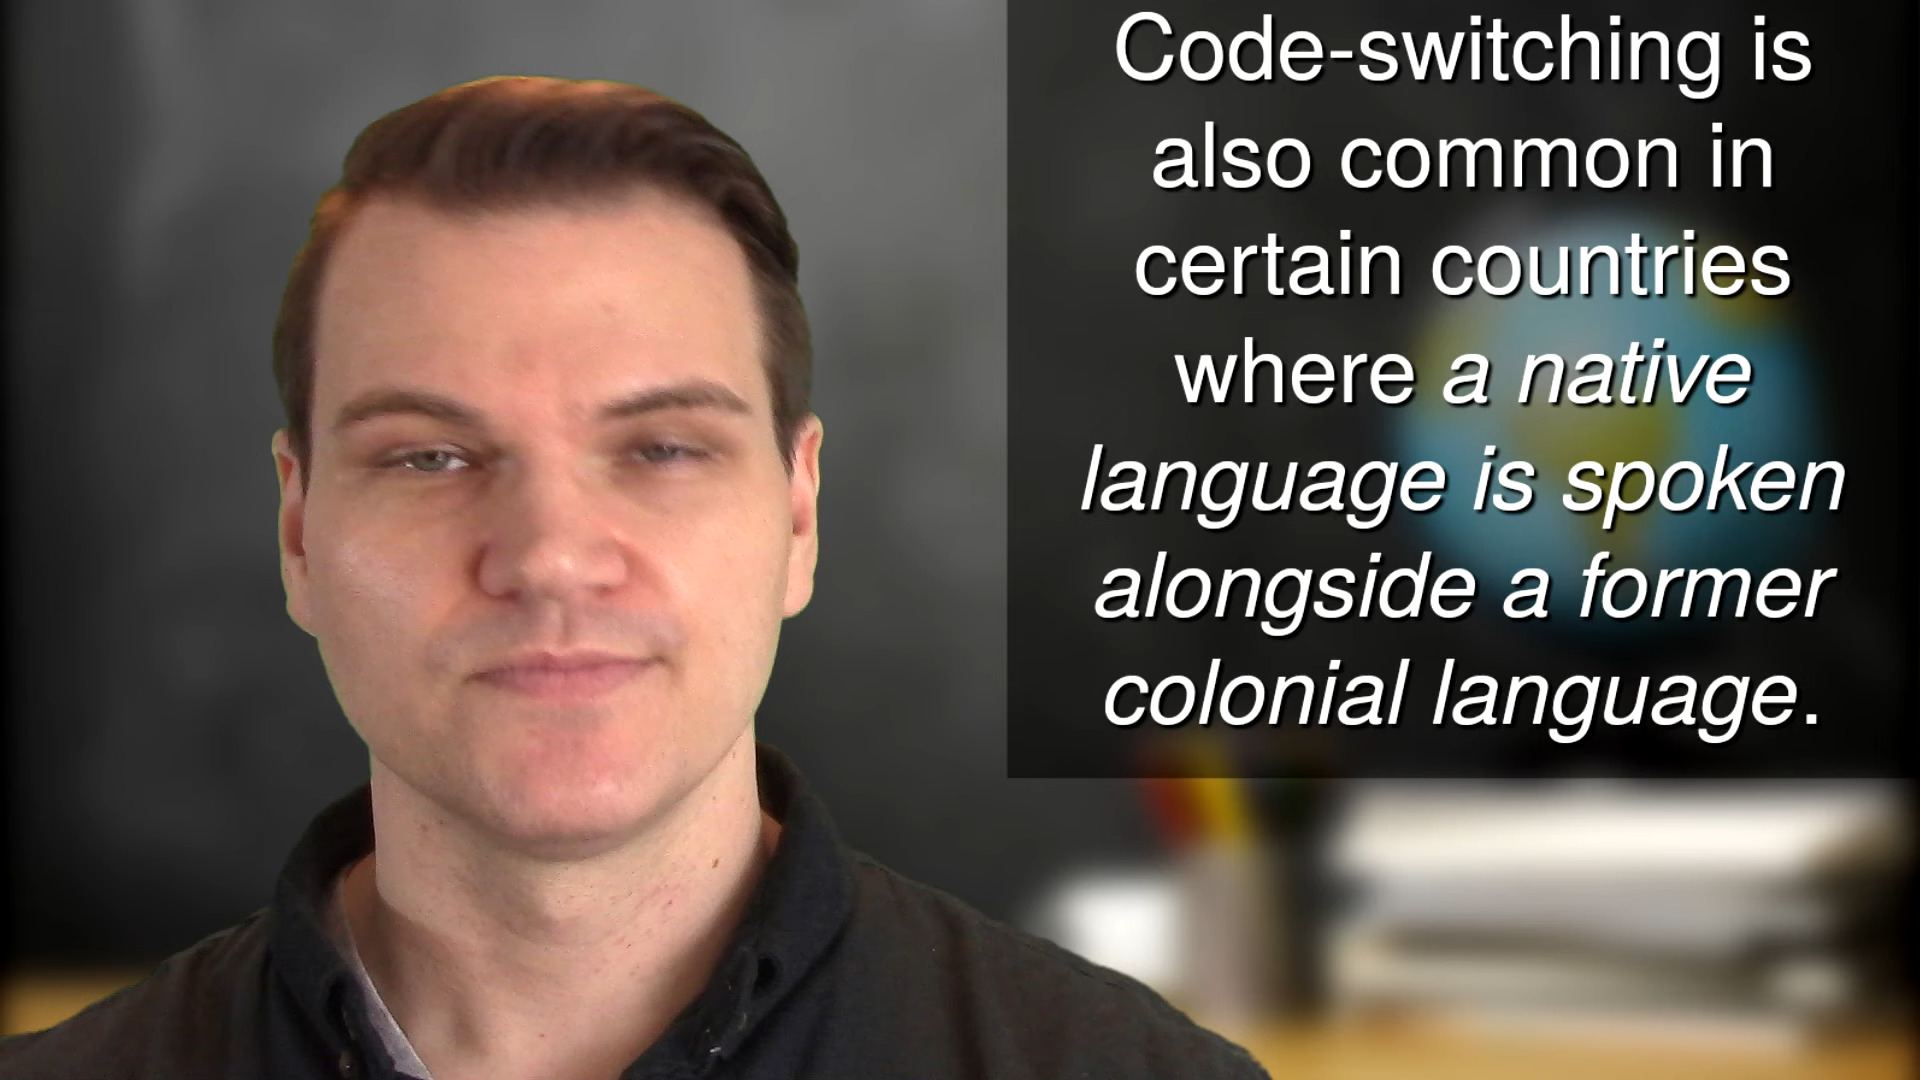 Code-switching is
also common in
certain countries
where a native
language is spoken
alongside a former
colonial language.